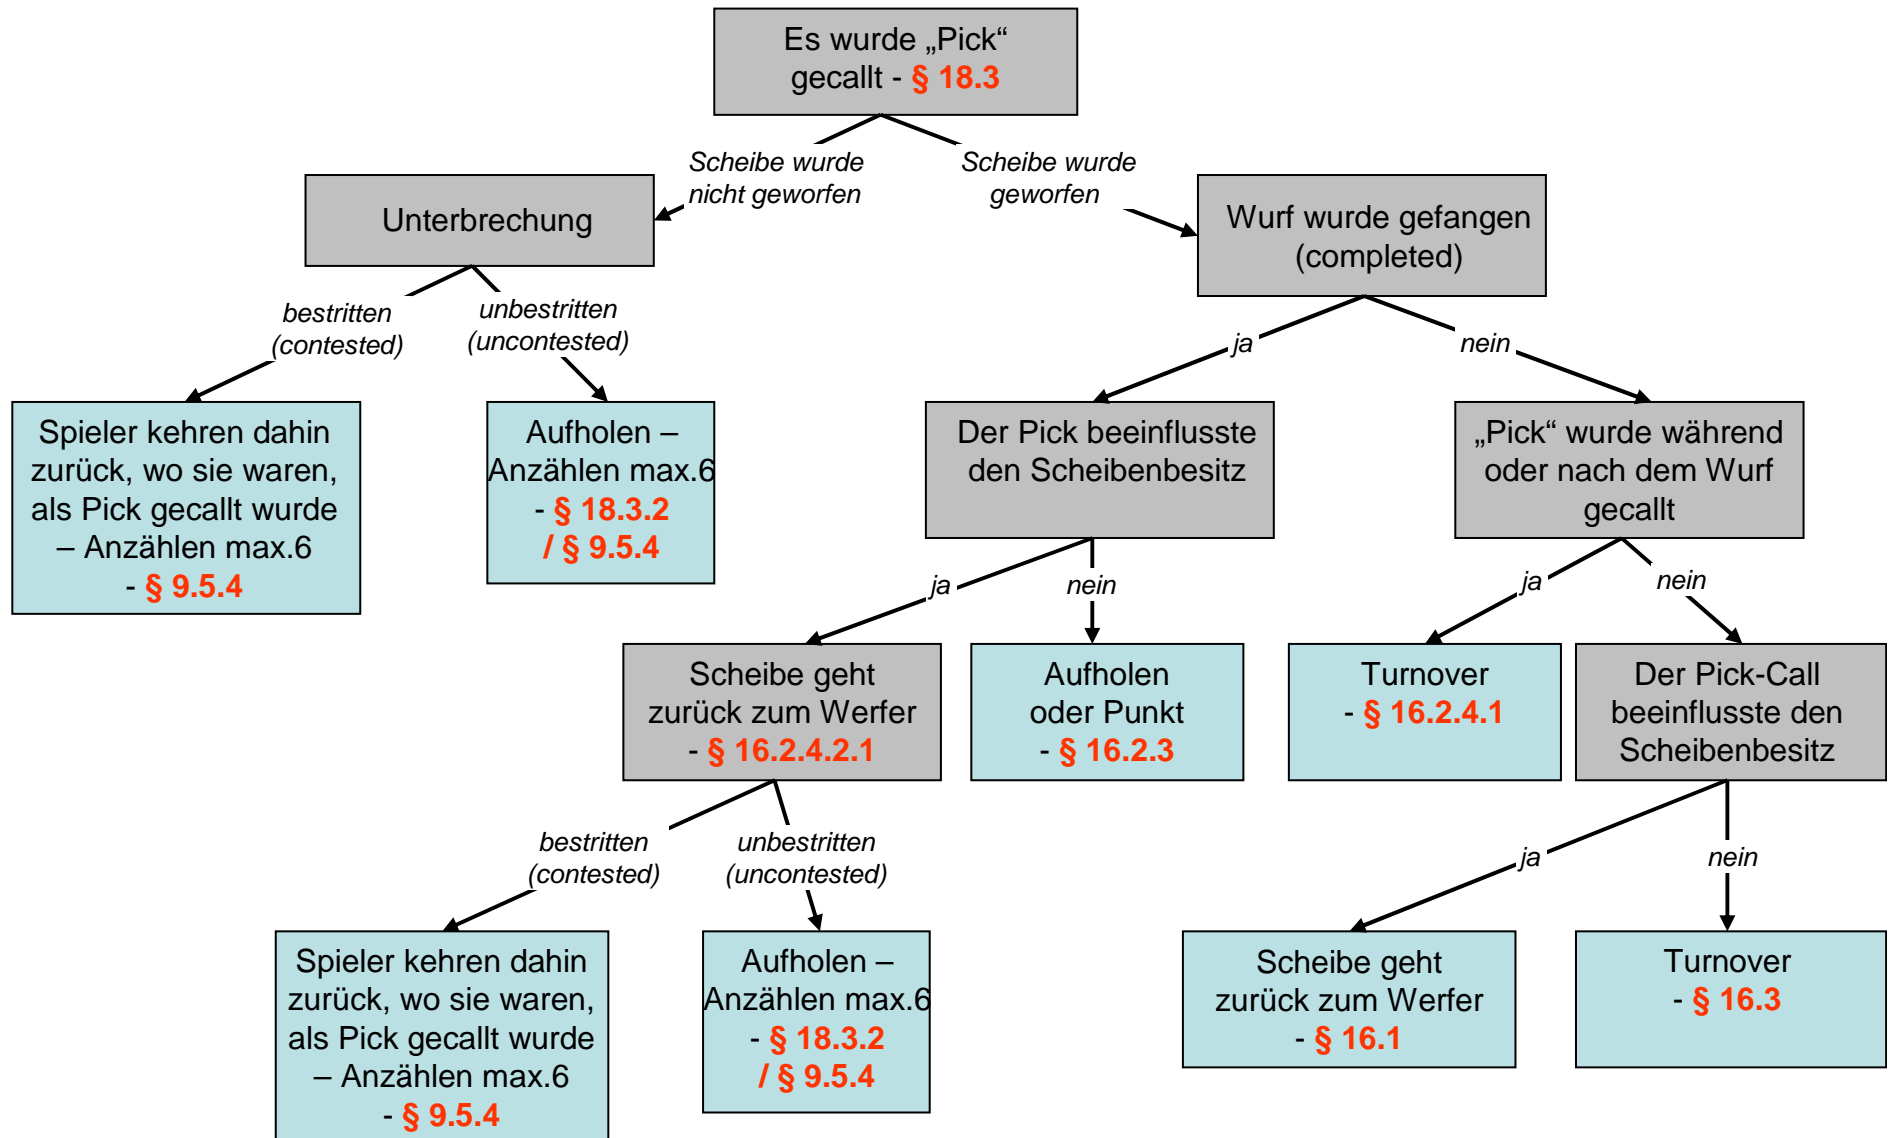 Es wurde „Pick“
gecallt - § 18.3
Scheibe wurde
nicht geworfen
Scheibe wurde
geworfen
Unterbrechung
Wurf wurde gefangen
(completed)
bestritten
(contested)
unbestritten
(uncontested)
ja
nein
Spieler kehren dahin
zurück, wo sie waren,
als Pick gecallt wurde
– Anzählen max.6
- § 9.5.4
Aufholen –
Anzählen max.6
- § 18.3.2
/ § 9.5.4
Der Pick beeinflusste
den Scheibenbesitz
„Pick“ wurde während
oder nach dem Wurf
gecallt
ja
nein
ja
nein
Scheibe geht
zurück zum Werfer
- § 16.2.4.2.1
Aufholen
oder Punkt
- § 16.2.3
Turnover
- § 16.2.4.1
Der Pick-Call
beeinflusste den
Scheibenbesitz
bestritten
(contested)
unbestritten
(uncontested)
ja
nein
Spieler kehren dahin
zurück, wo sie waren,
als Pick gecallt wurde
– Anzählen max.6
- § 9.5.4
Aufholen –
Anzählen max.6
- § 18.3.2
/ § 9.5.4
Scheibe geht
zurück zum Werfer
- § 16.1
Turnover
- § 16.3